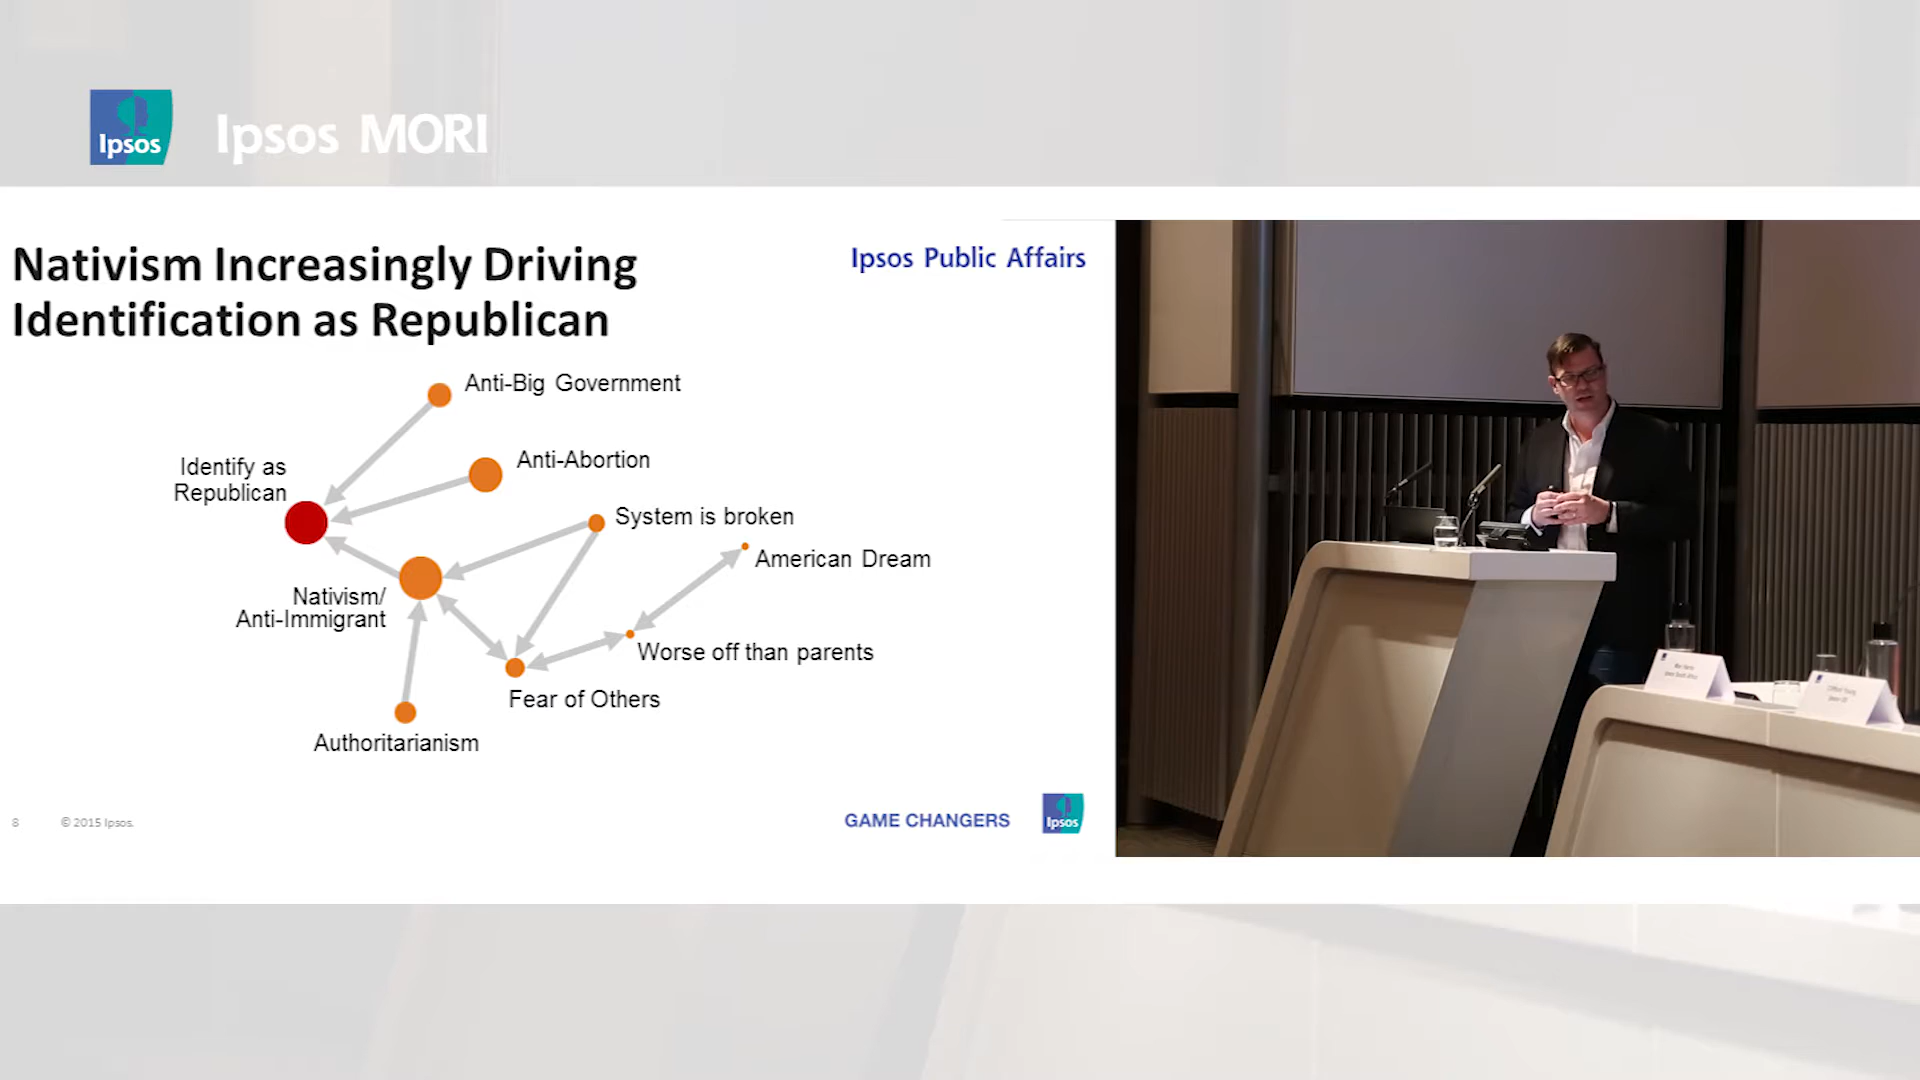 Ipsos
Ipsos MORI
Nativism Increasingly Driving
Identification as Republican
Ipsos Public Affairs
Anti-Big Government
Anti-Abortion
Identify as
Republican
System is broken
American Dream
Nativism/
Anti-Immigrant
Worse off than parents
Fear of Others
Authoritarianism
8
© 2015 Ipsos.
GAME CHANGERS
Ipsos